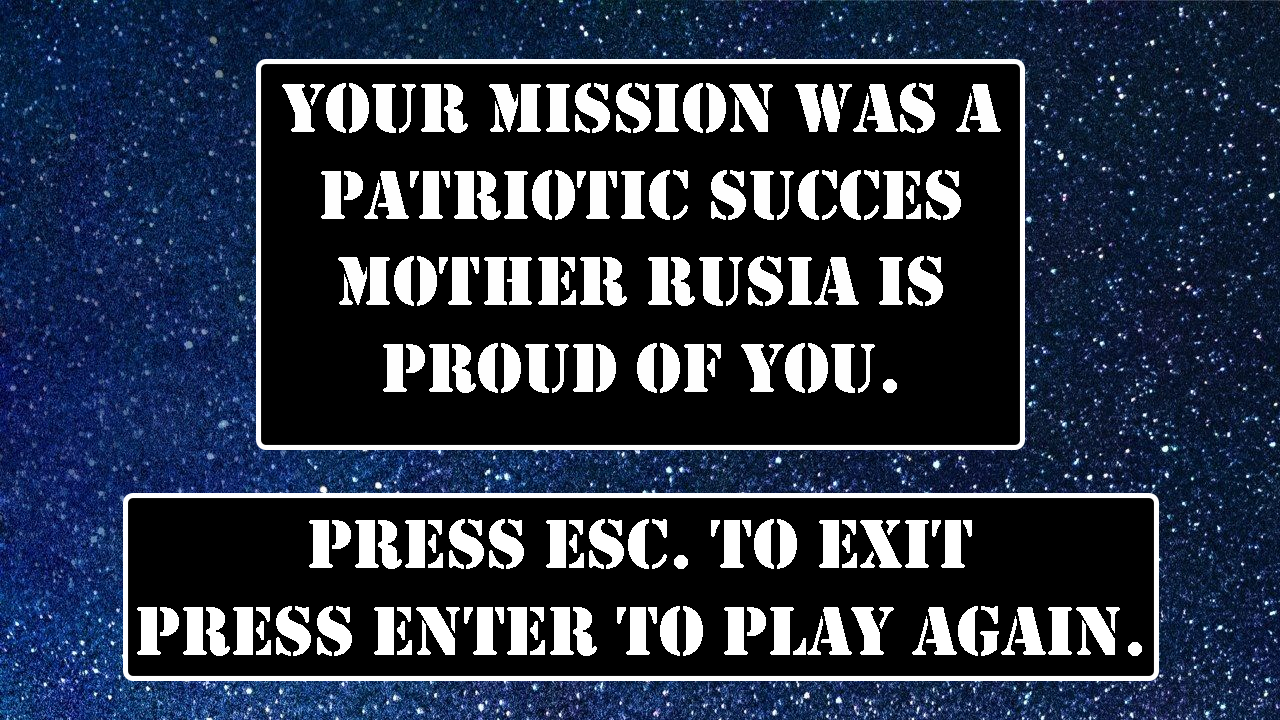 YOUR MISSION WAS A
PATRIOTIC SUCCES
MOTHER RUSIA IS
PROUD OF YOU.
PRESS ESC. TO EXIT
PRESS ENTER TO PLAY AGAIN.